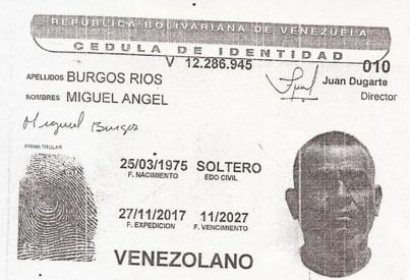 REPUBLICA BOLIVARIANA DE VENEZUELA
CEDULA DE IDENTIDAD
V 12.286.945 010
APELLIDOS BURGOS RIOS
Juan Dugarte
NOMBRES MIGUEL ANGEL
Director
Miguel Burgos
FIRMA TITULAR
25/03/1975 SOLTERO
F. NACIMIENTO EDO CIVIL
27/11/2017 11/2027
F. EXPEDICION F. VENCIMIENTO
VENEZOLANO